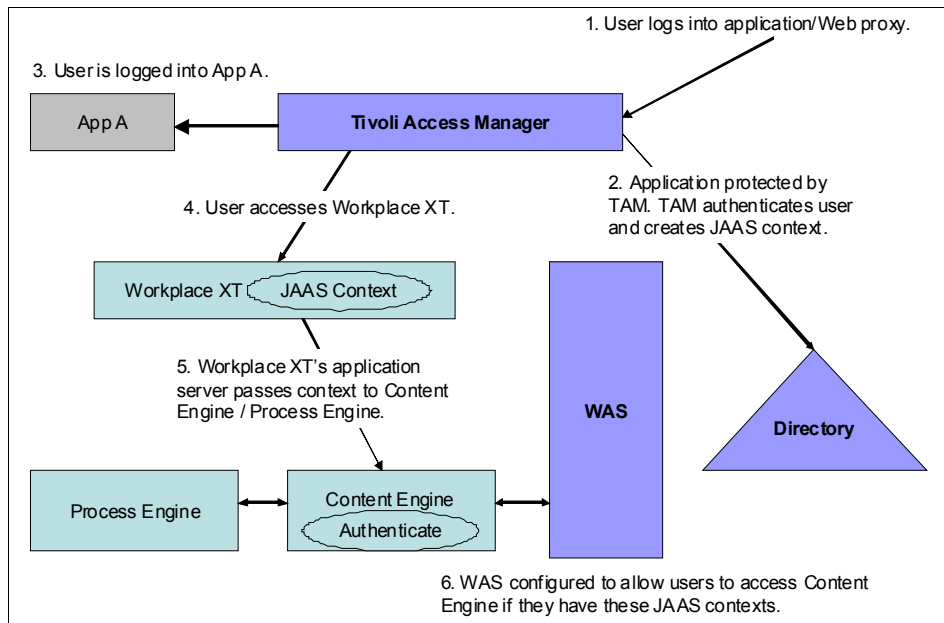 1. User logs into application/Web proxy.
3. User is logged into App A.
App A
Tivoli Access Manager
2. Application protected by
TAM. TAM authenticates user
and creates JAAS context.
4. User accesses Workplace XT.
Workplace XT
JAAS Context
5. Workplace XT's application
server passes context to Content
Engine / Process Engine.
WAS
Directory
Process Engine
Content Engine
Authenticate
6. WAS configured to allow users to access Content
Engine if they have these JAAS contexts.